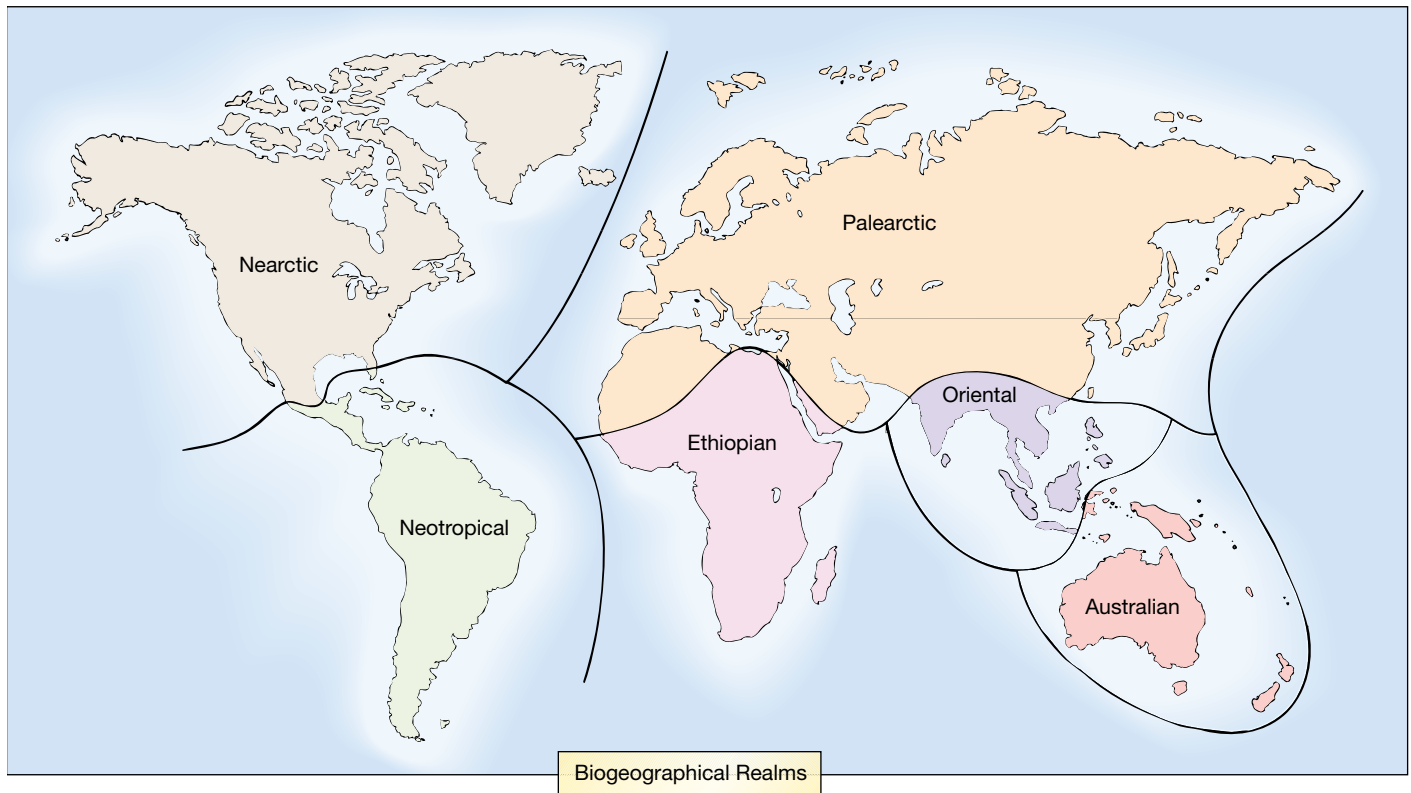 Palearctic
Nearctic
Oriental
Ethiopian
Neotropical
Australian
Biogeographical Realms